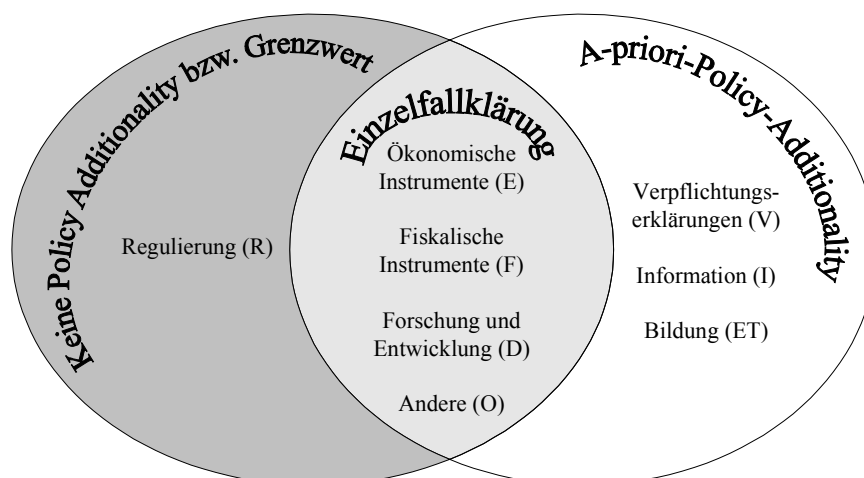 Keine Policy Additionality bzw. Grenzwert
Regulierung (R)
Einzelfallklärung
Ökonomische
Instrumente (E)
Fiskalische
Instrumente (F)
Forschung und
Entwicklung (D)
Andere (O)
A-priori-Policy-Additionality
Verpflichtungs-
erklärungen (V)
Information (I)
Bildung (ET)